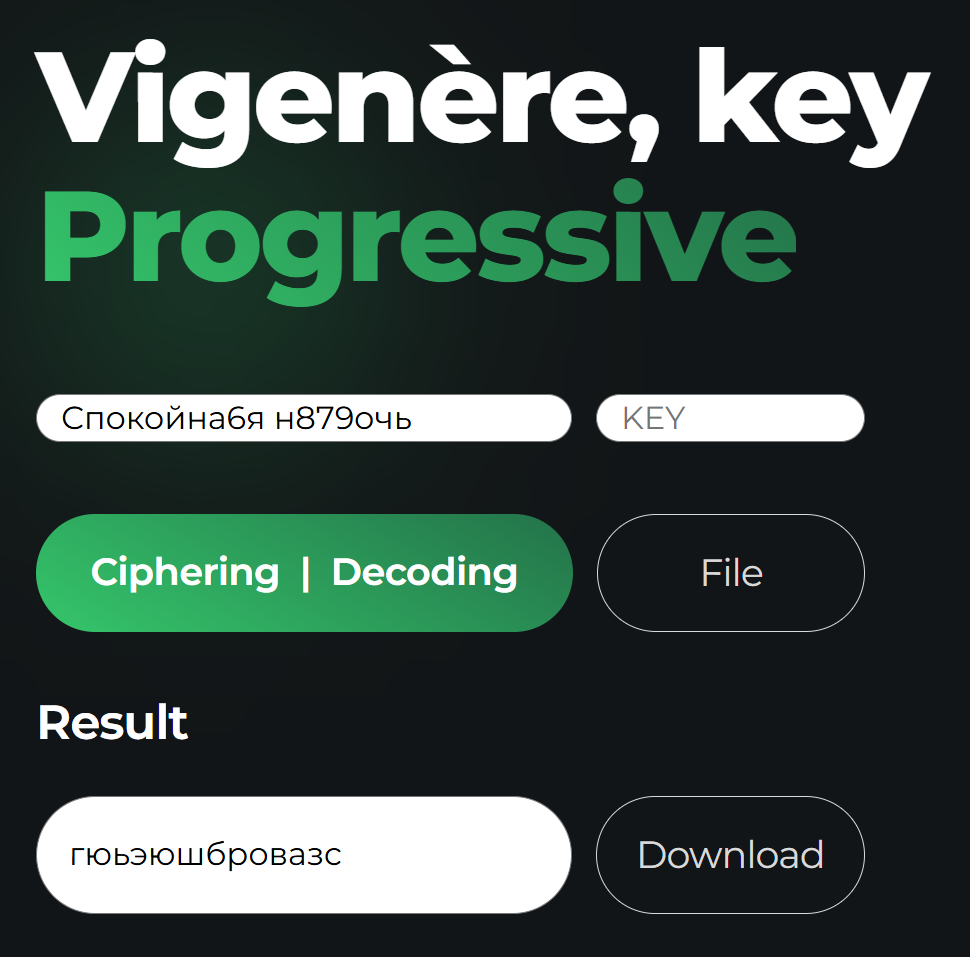 Vigenère, key
Progressive
Спокойна6я н879очь
KEY
Ciphering | Decoding
File
Result
гюьэюшбровазс
Download